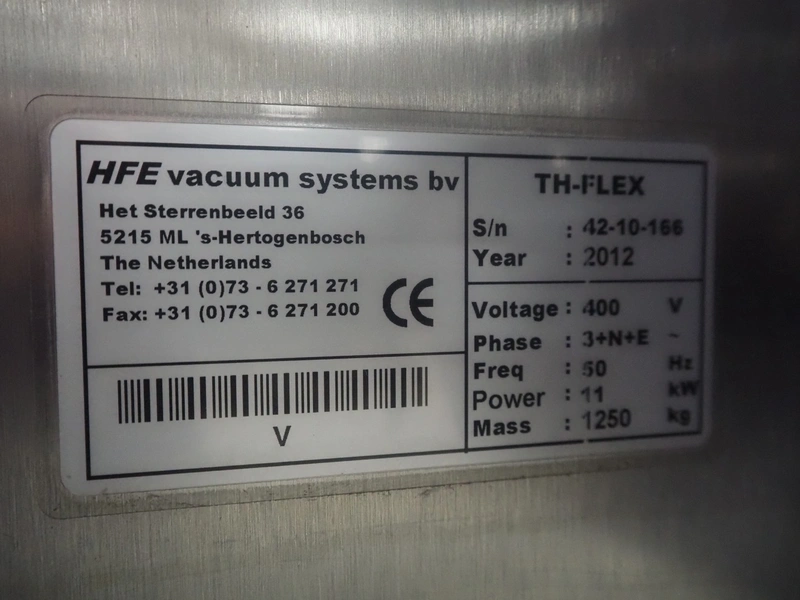 HFE vacuum systems bv
Het Sterrenbeeld 36
5215 ML 's-Hertogenbosch
The Netherlands
Tel: +31 (0)73 - 6 271 271
Fax: +31 (0)73 - 6 271 200
CE
V
TH-FLEX
S/n : 42-10-166
Year : 2012
Voltage : 400 V
Phase : 3+N+E ~
Freq : 50 Hz
Power : 11 kW
Mass : 1250 kg